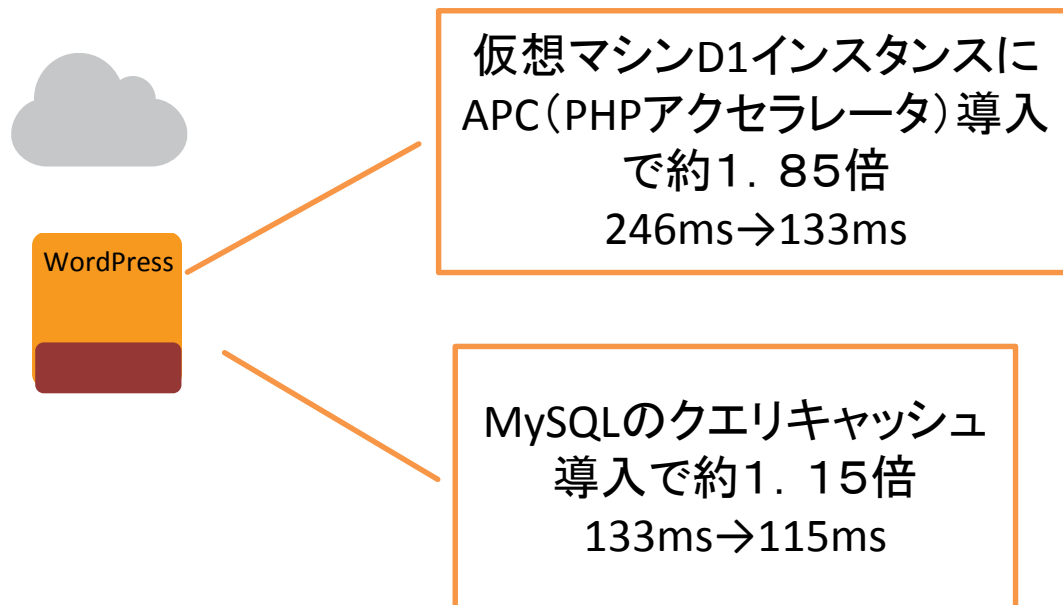 仮想マシンD1インスタンスに
APC（PHPアクセラレータ）導入
で約１．８５倍
246ms→133ms
WordPress
MySQLのクエリキャッシュ
導入で約１．１５倍
133ms→115ms